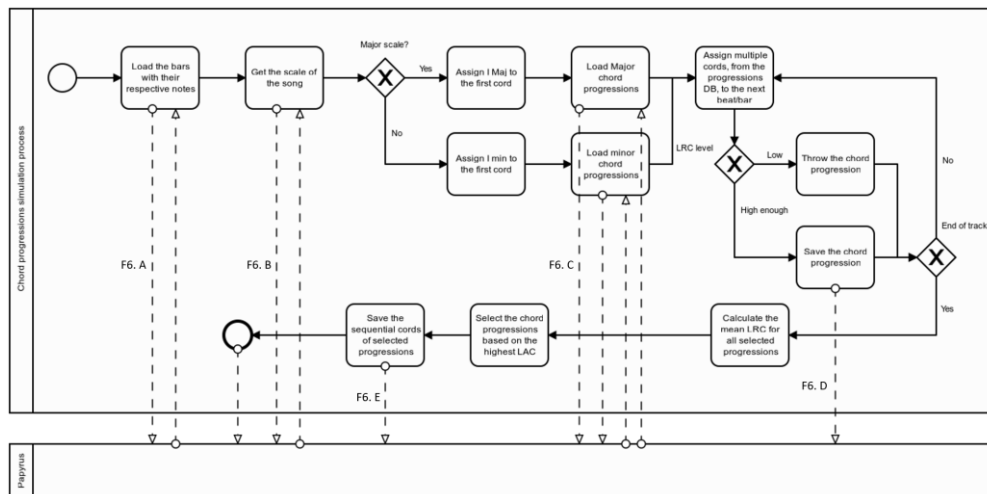 Chord progressions simulation process
Load the bars
with their
respective notes
Get the scale of
the song
Major scale?
Yes
No
Assign I Maj to
the first cord
Assign I min to
the first cord
Load Major
chord
progressions
Load minor
chord
progressions
Assign multiple
cords, from the
progressions
DB, to the next
beat/bar
LRC level
Low
High enough
Throw the chord
progression
Save the chord
progression
No
End of track
Yes
F6. A
F6. B
F6. C
Save the
sequential cords
of selected
progressions
Select the chord
progressions
based on the
highest LAC
Calculate the
mean LRC for
all selected
progressions
F6. E
F6. D
Papyrus